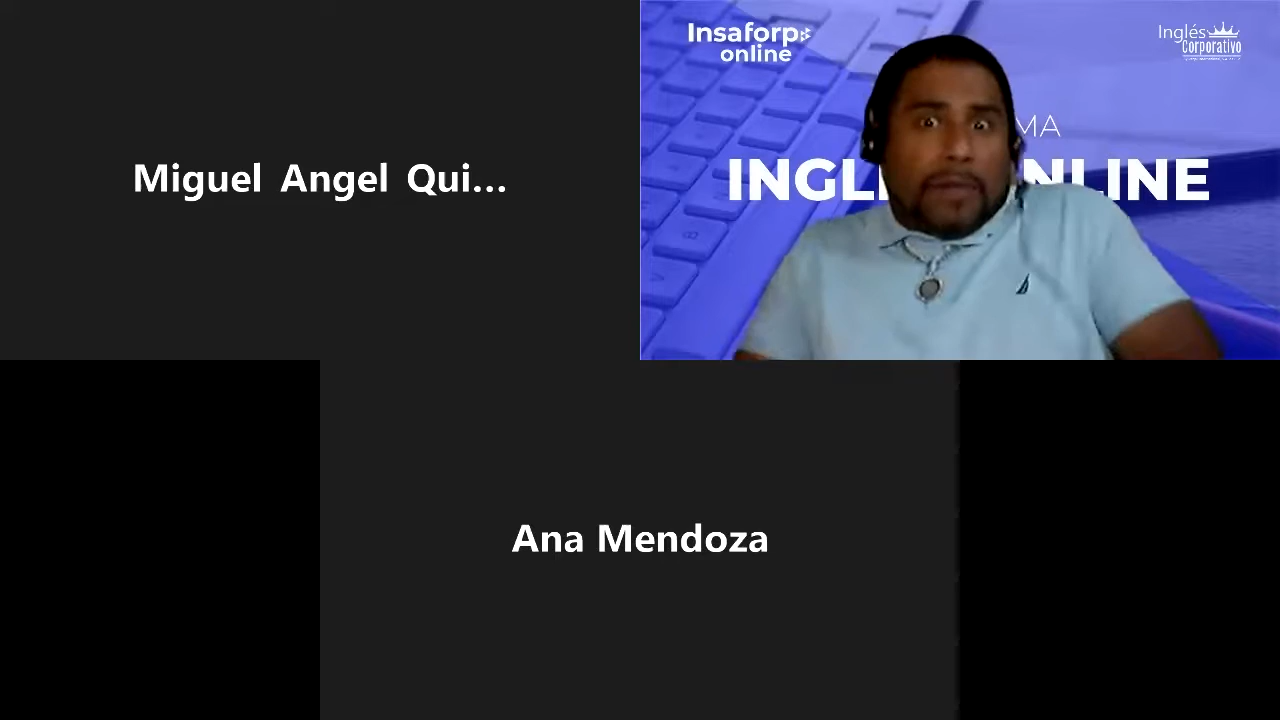 Miguel Angel Qui...
Insaforp
online
Inglés
Corporativo
MA
INGL NLINE
Ana Mendoza